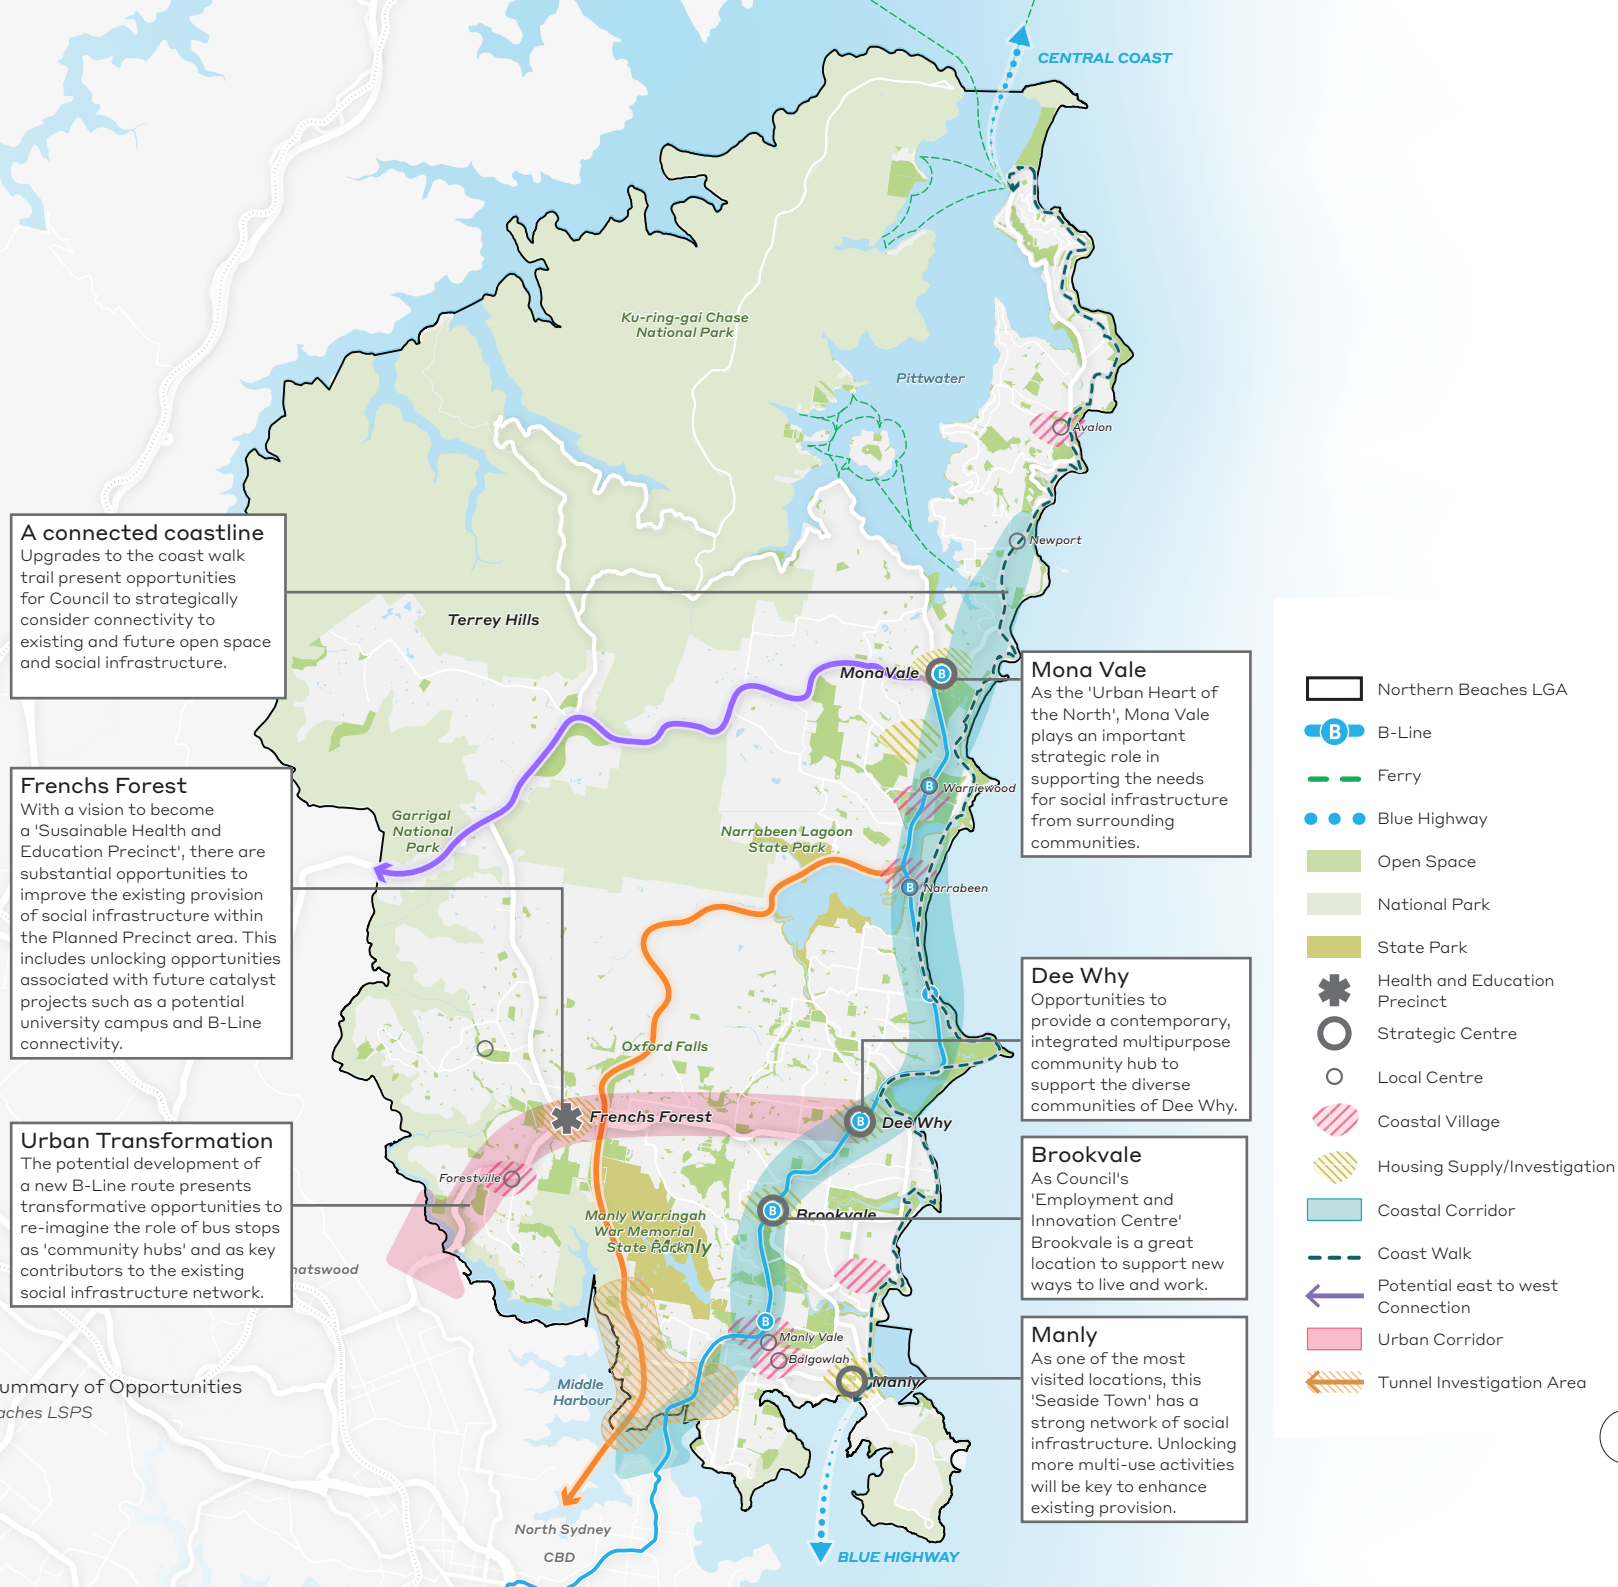 CENTRAL COAST
Ku-ring-gai Chase
National Park
Pittwater
Avalon
Newport
A connected coastline
Upgrades to the coast walk
trail present opportunities
for Council to strategically
consider connectivity to
existing and future open space
and social infrastructure.
Terrey Hills
Mona Vale
Mona Vale
As the 'Urban Heart of
the North', Mona Vale
plays an important
strategic role in
supporting the needs
for social infrastructure
from surrounding
communities.
Frenchs Forest
With a vision to become
a 'Susainable Health and
Education Precinct', there are
substantial opportunities to
improve the existing provision
of social infrastructure within
the Planned Precinct area. This
includes unlocking opportunities
associated with future catalyst
projects such as a potential
university campus and B-Line
connectivity.
Garrigal
National
Park
Narrabeen Lagoon
State Park
B
B
Warriewood
B
Narrabeen
Dee Why
Opportunities to
provide a contemporary,
integrated multipurpose
community hub to
support the diverse
communities of Dee Why.
Oxford Falls
Frenchs Forest
B
Dee Why
Urban Transformation
The potential development of
a new B-Line route presents
transformative opportunities to
re-imagine the role of bus stops
as 'community hubs' and as key
contributors to the existing
social infrastructure network.
Forestville
Brookvale
As Council's
'Employment and
Innovation Centre'
Brookvale is a great
location to support new
ways to live and work.
Manly Warringah
War Memorial
State Park
Manly
B
Brookvale
hatswood
B
Manly Vale
Balgowlah
Manly
Manly
As one of the most
visited locations, this
'Seaside Town' has a
strong network of social
infrastructure. Unlocking
more multi-use activities
will be key to enhance
existing provision.
Middle
Harbour
ummary of Opportunities
aches LSPS
North Sydney
CBD
BLUE HIGHWAY
Northern Beaches LGA
B
B-Line
Ferry
Blue Highway
Open Space
National Park
State Park
Health and Education
Precinct
Strategic Centre
Local Centre
Coastal Village
Housing Supply/Investigation
Coastal Corridor
Coast Walk
Potential east to west
Connection
Urban Corridor
Tunnel Investigation Area